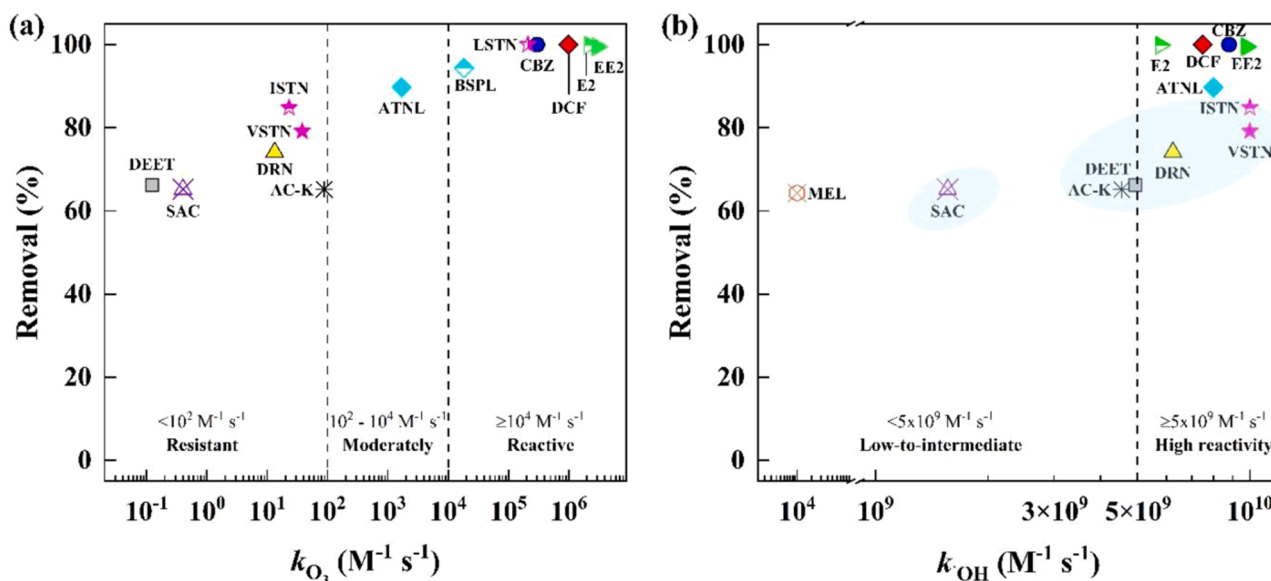 (a)
Removal (%)
100
80
60
40
20
0
LSTN
CBZ
DCF
E2
EE2
BSPL
ATNL
ISTN
VSTN
DRN
DEET
SAC
AC-K
<10² M⁻¹ s⁻¹
Resistant
10² - 10⁴ M⁻¹ s⁻¹
Moderately
≥10⁴ M⁻¹ s⁻¹
Reactive
10⁻¹ 10⁰ 10¹ 10² 10³ 10⁴ 10⁵ 10⁶
k_O₃ (M⁻¹ s⁻¹)
(b)
Removal (%)
100
80
60
40
20
0
CBZ
E2
DCF
EE2
ATNL
ISTN
VSTN
DRN
DEET
AC-K
SAC
MEL
<5x10⁹ M⁻¹ s⁻¹
Low-to-intermediate
≥5x10⁹ M⁻¹ s⁻¹
High reactivity
10⁴ 10⁹ 3×10⁹ 5×10⁹ 10¹⁰
k·OH (M⁻¹ s⁻¹)